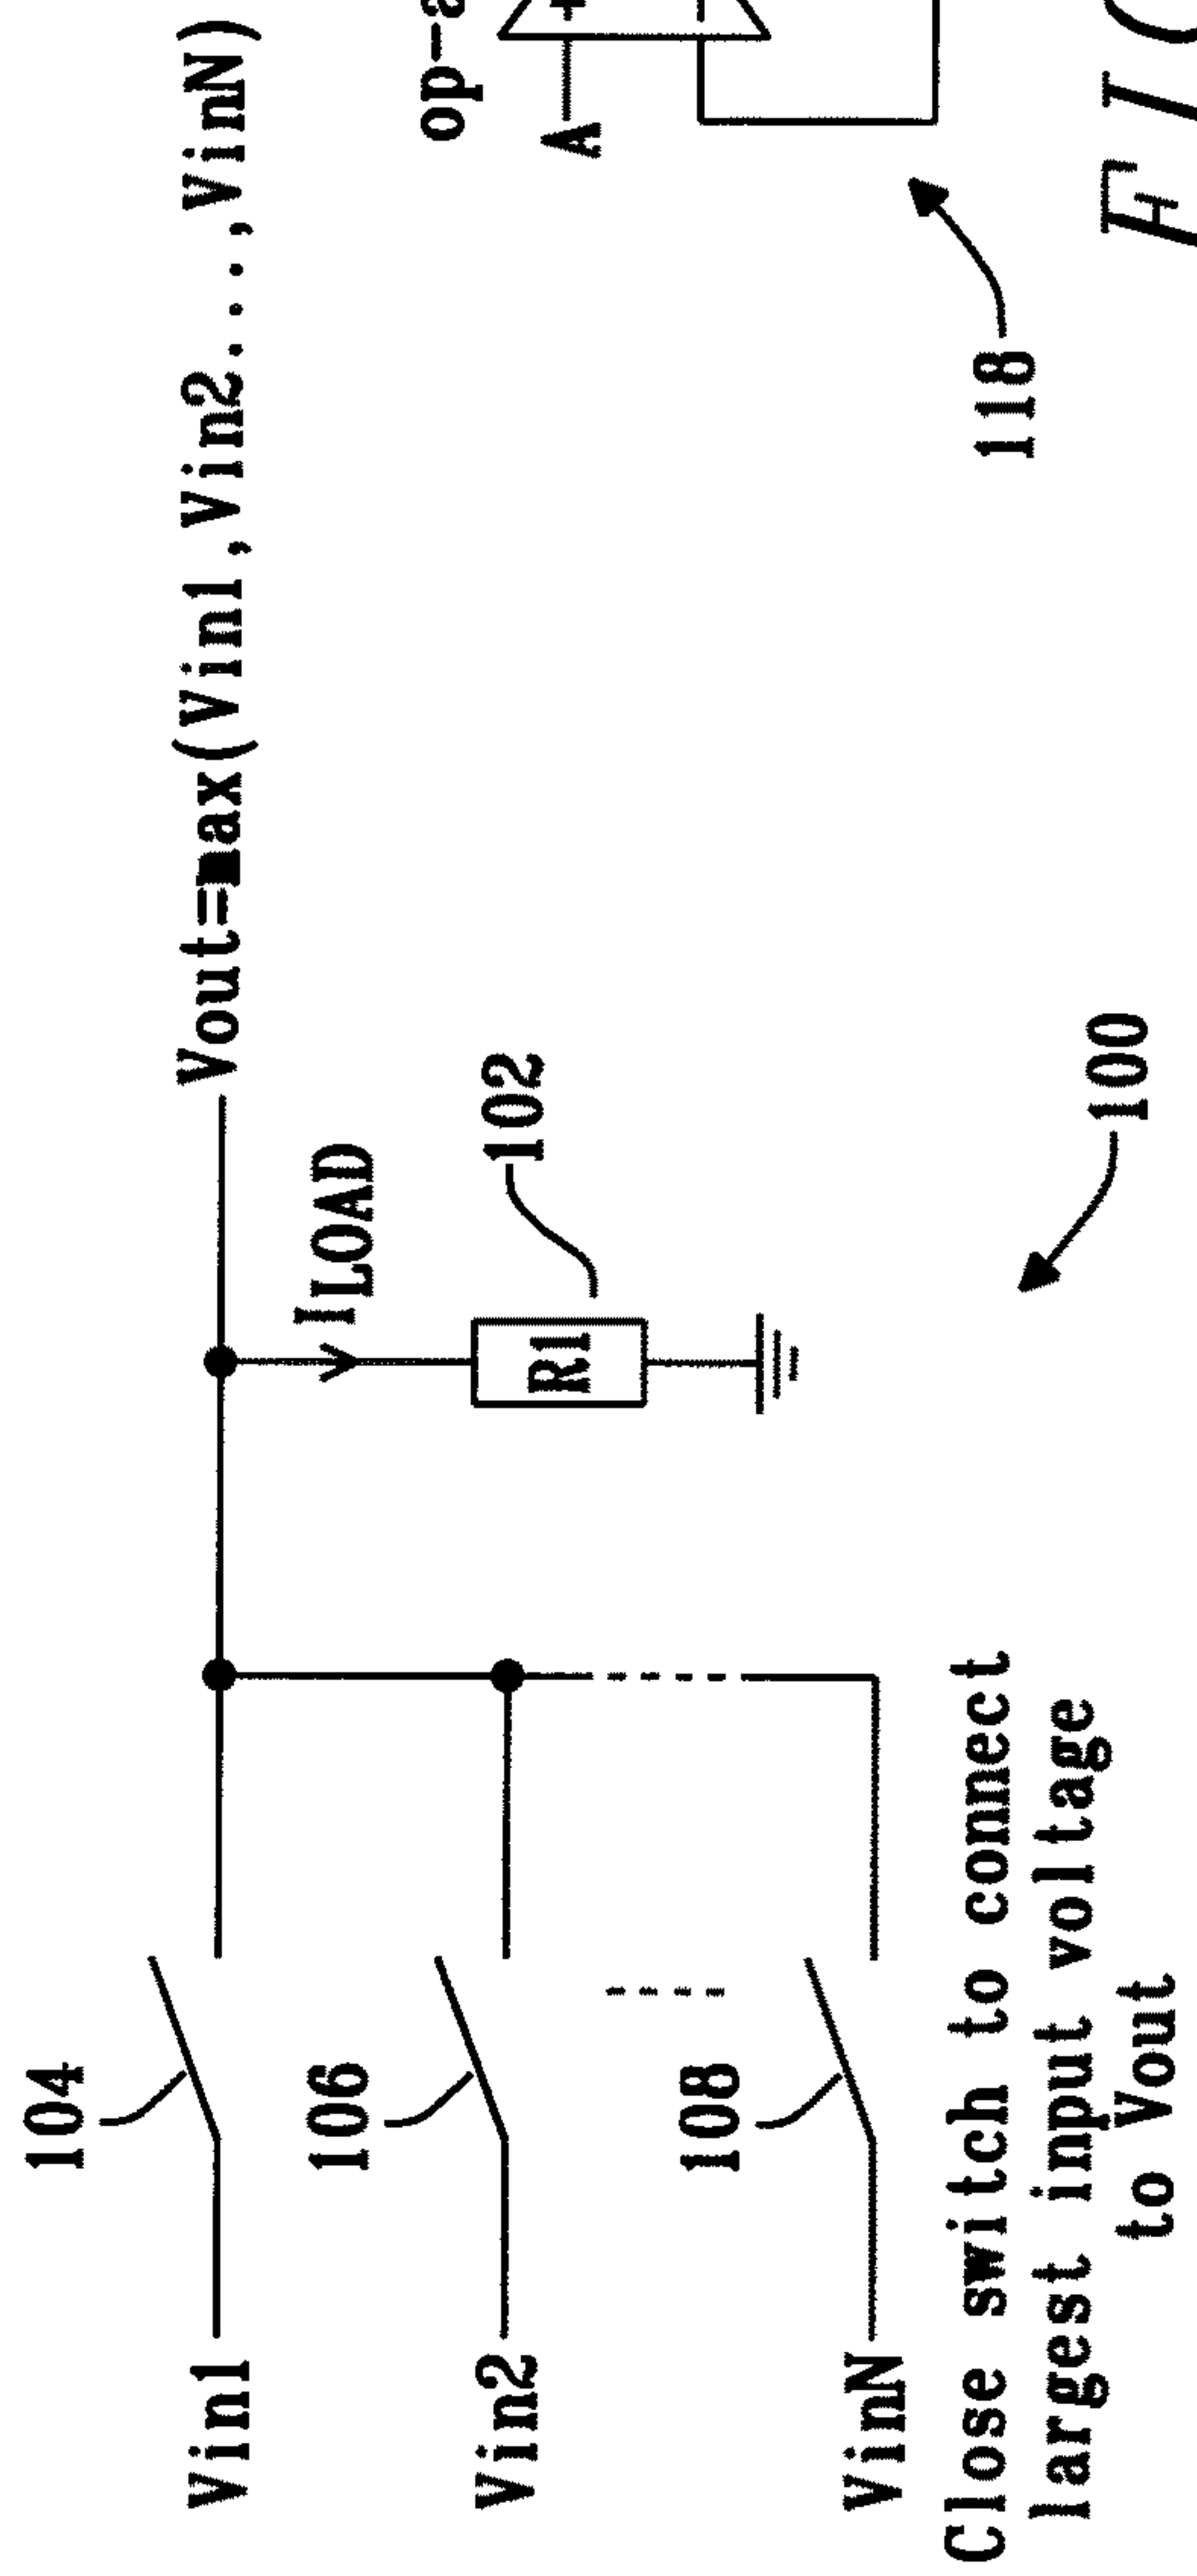 104
Vin1
Vout=max(Vin1,Vin2...,VinN)
106
Vin2
ILOAD
R1
102
108
VinN
Close switch to connect
largest input voltage
to Vout
100
op-a
A
+
118
FIG